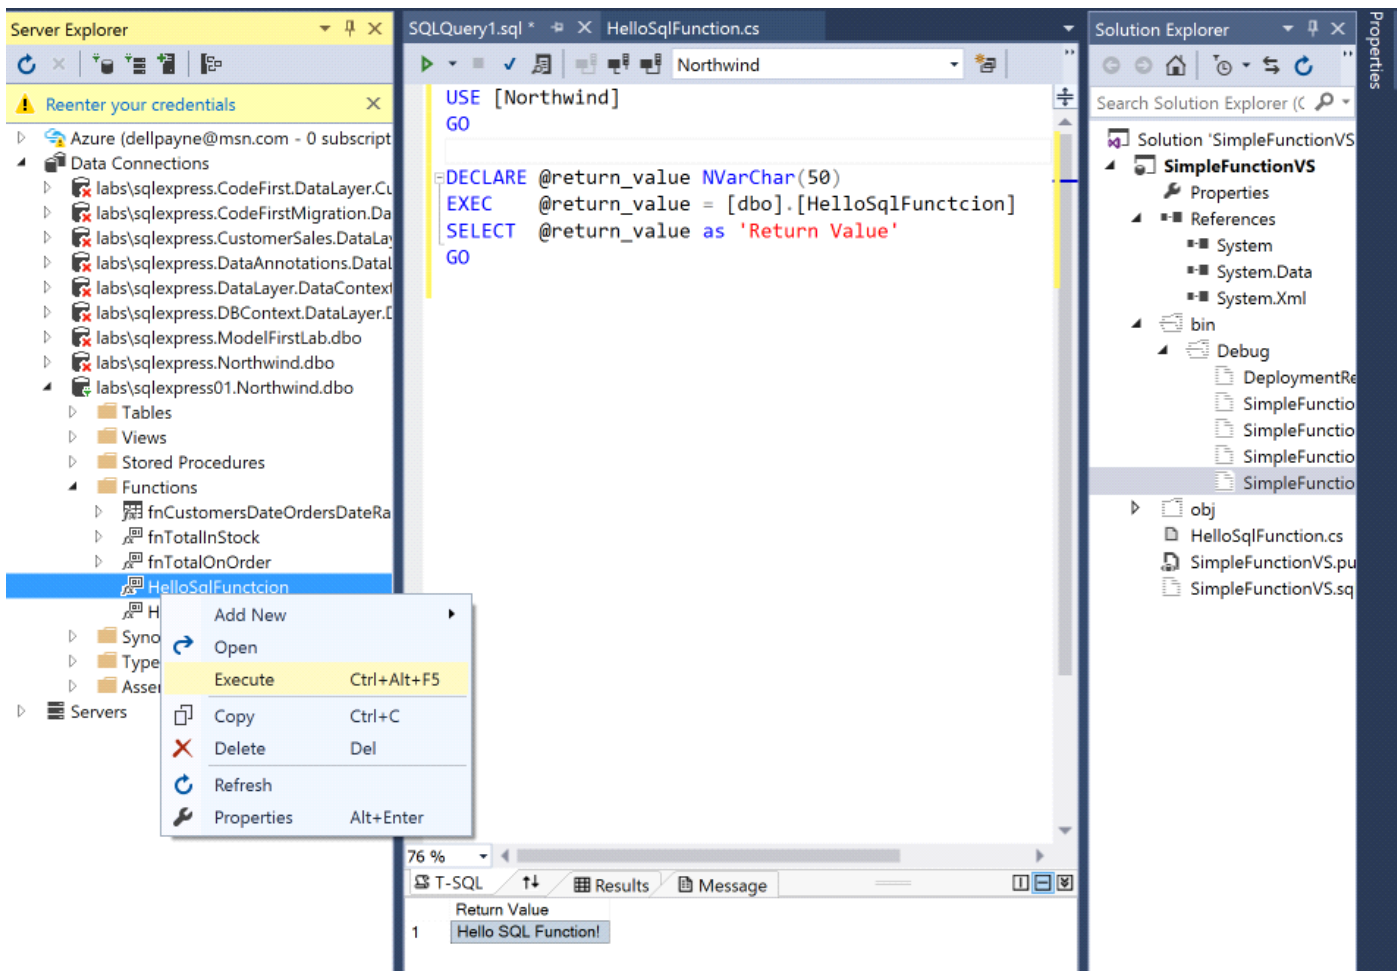 Server Explorer
Reenter your credentials
Azure (dellpayne@msn.com - 0 subscript
Data Connections
labs\sqlexpress.CodeFirst.DataLayer.Cu
labs\sqlexpress.CodeFirstMigration.Da
labs\sqlexpress.CustomerSales.DataLay
labs\sqlexpress.DataAnnotations.DataL
labs\sqlexpress.DataLayer.DataContext
labs\sqlexpress.DBContext.DataLayer.D
labs\sqlexpress.ModelFirstLab.dbo
labs\sqlexpress.Northwind.dbo
labs\sqlexpress01.Northwind.dbo
Tables
Views
Stored Procedures
Functions
fnCustomersDateOrdersDateRa
fnTotalInStock
fnTotalOnOrder
HelloSqlFunctcion
H
Syno
Type
Assem
Servers
Add New
Open
Execute Ctrl+Alt+F5
Copy Ctrl+C
Delete Del
Refresh
Properties Alt+Enter
SQLQuery1.sql * HelloSqlFunction.cs
Northwind
USE [Northwind]
GO
DECLARE @return_value NVarChar(50)
EXEC @return_value = [dbo].[HelloSqlFunctcion]
SELECT @return_value as 'Return Value'
GO
76 %
T-SQL Results Message
Return Value
1 Hello SQL Function!
Solution Explorer
Search Solution Explorer (C
Solution 'SimpleFunctionVS
SimpleFunctionVS
Properties
References
System
System.Data
System.Xml
bin
Debug
DeploymentRe
SimpleFunctio
SimpleFunctio
SimpleFunctio
SimpleFunctio
obj
HelloSqlFunction.cs
SimpleFunctionVS.pu
SimpleFunctionVS.sq
Properties